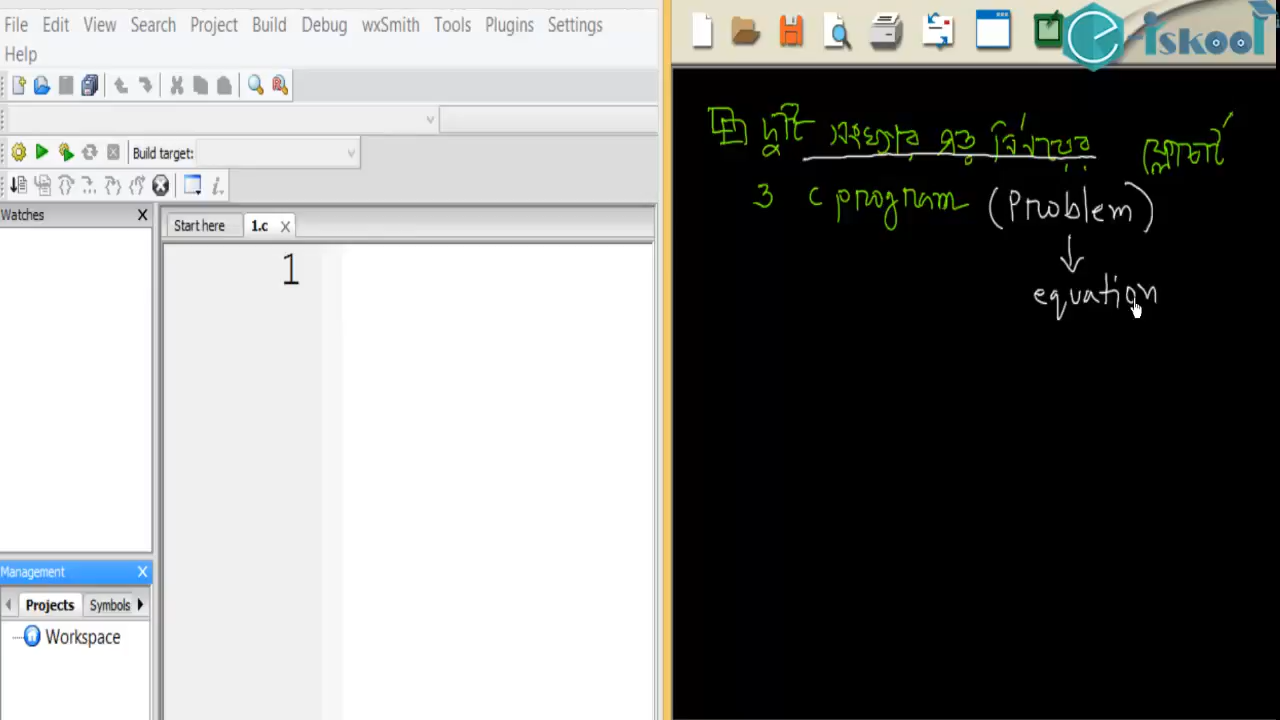 File Edit View Search Project Build Debug wxSmith Tools Plugins Settings
Help
Build target:
Watches
Start here 1.c
1
Management
Projects Symbols
Workspace
e-iskool
দুটি সংখ্যার গড় নির্ণয়ের ফ্লোচার্ট
ও c program (Problem)
equation